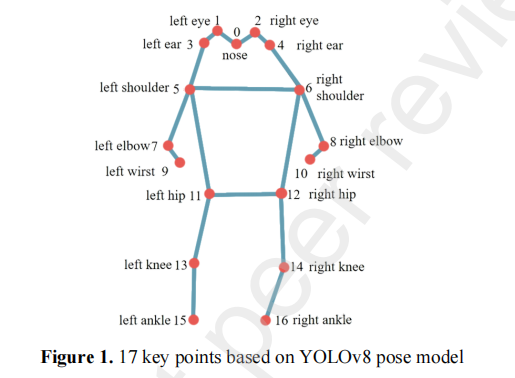 left eye 1
2 right eye
0
left ear 3
4 right ear
nose
left shoulder 5
6 right
shoulder
left elbow7
8 right elbow
left wirst 9
10 right wirst
left hip 11
12 right hip
left knee 13
14 right knee
left ankle 15
16 right ankle
Figure 1. 17 key points based on YOLOv8 pose model
peer review